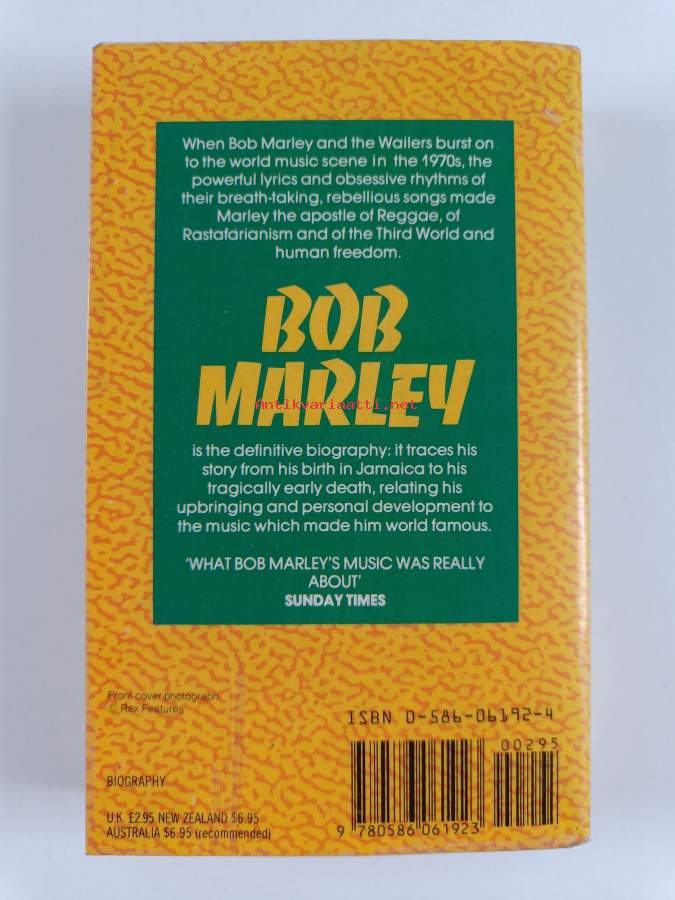 When Bob Marley and the Wailers burst on
to the world music scene in the 1970s, the
powerful lyrics and obsessive rhythms of
their breath-taking, rebellious songs made
Marley the apostle of Reggae, of
Rastafarianism and of the Third World and
human freedom.
BOB
MARLEY
Antikvariaatti.net
is the definitive biography: it traces his
story from his birth in Jamaica to his
tragically early death, relating his
upbringing and personal development to
the music which made him world famous.
'WHAT BOB MARLEY'S MUSIC WAS REALLY
ABOUT'
SUNDAY TIMES
Front cover photograph
© Rex Features
ISBN 0-586-06192-4
00295
BIOGRAPHY
U.K. £2.95 NEW ZEALAND $6.95
AUSTRALIA $6.95 (recommended)
9 780586 061923